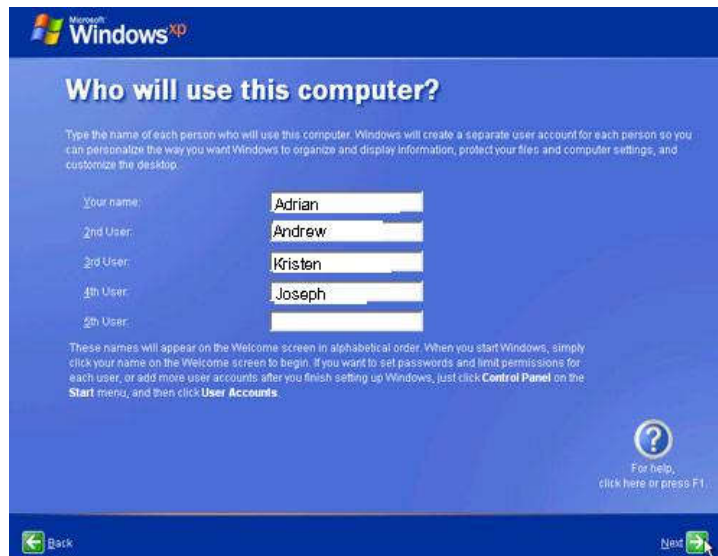 Microsoft
Windows xp
Who will use this computer?
Type the name of each person who will use this computer. Windows will create a separate user account for each person so you
can personalize the way you want Windows to organize and display information, protect your files and computer settings, and
customize the desktop.
Your name: Adrian
2nd User: Andrew
3rd User: Kristen
4th User: Joseph
5th User:
These names will appear on the Welcome screen in alphabetical order. When you start Windows, simply
click your name on the Welcome screen to begin. If you want to set passwords and limit permissions for
each user, or add more user accounts after you finish setting up Windows, just click Control Panel on the
Start menu, and then click User Accounts.
?
For help,
click here or press F1.
Back
Next